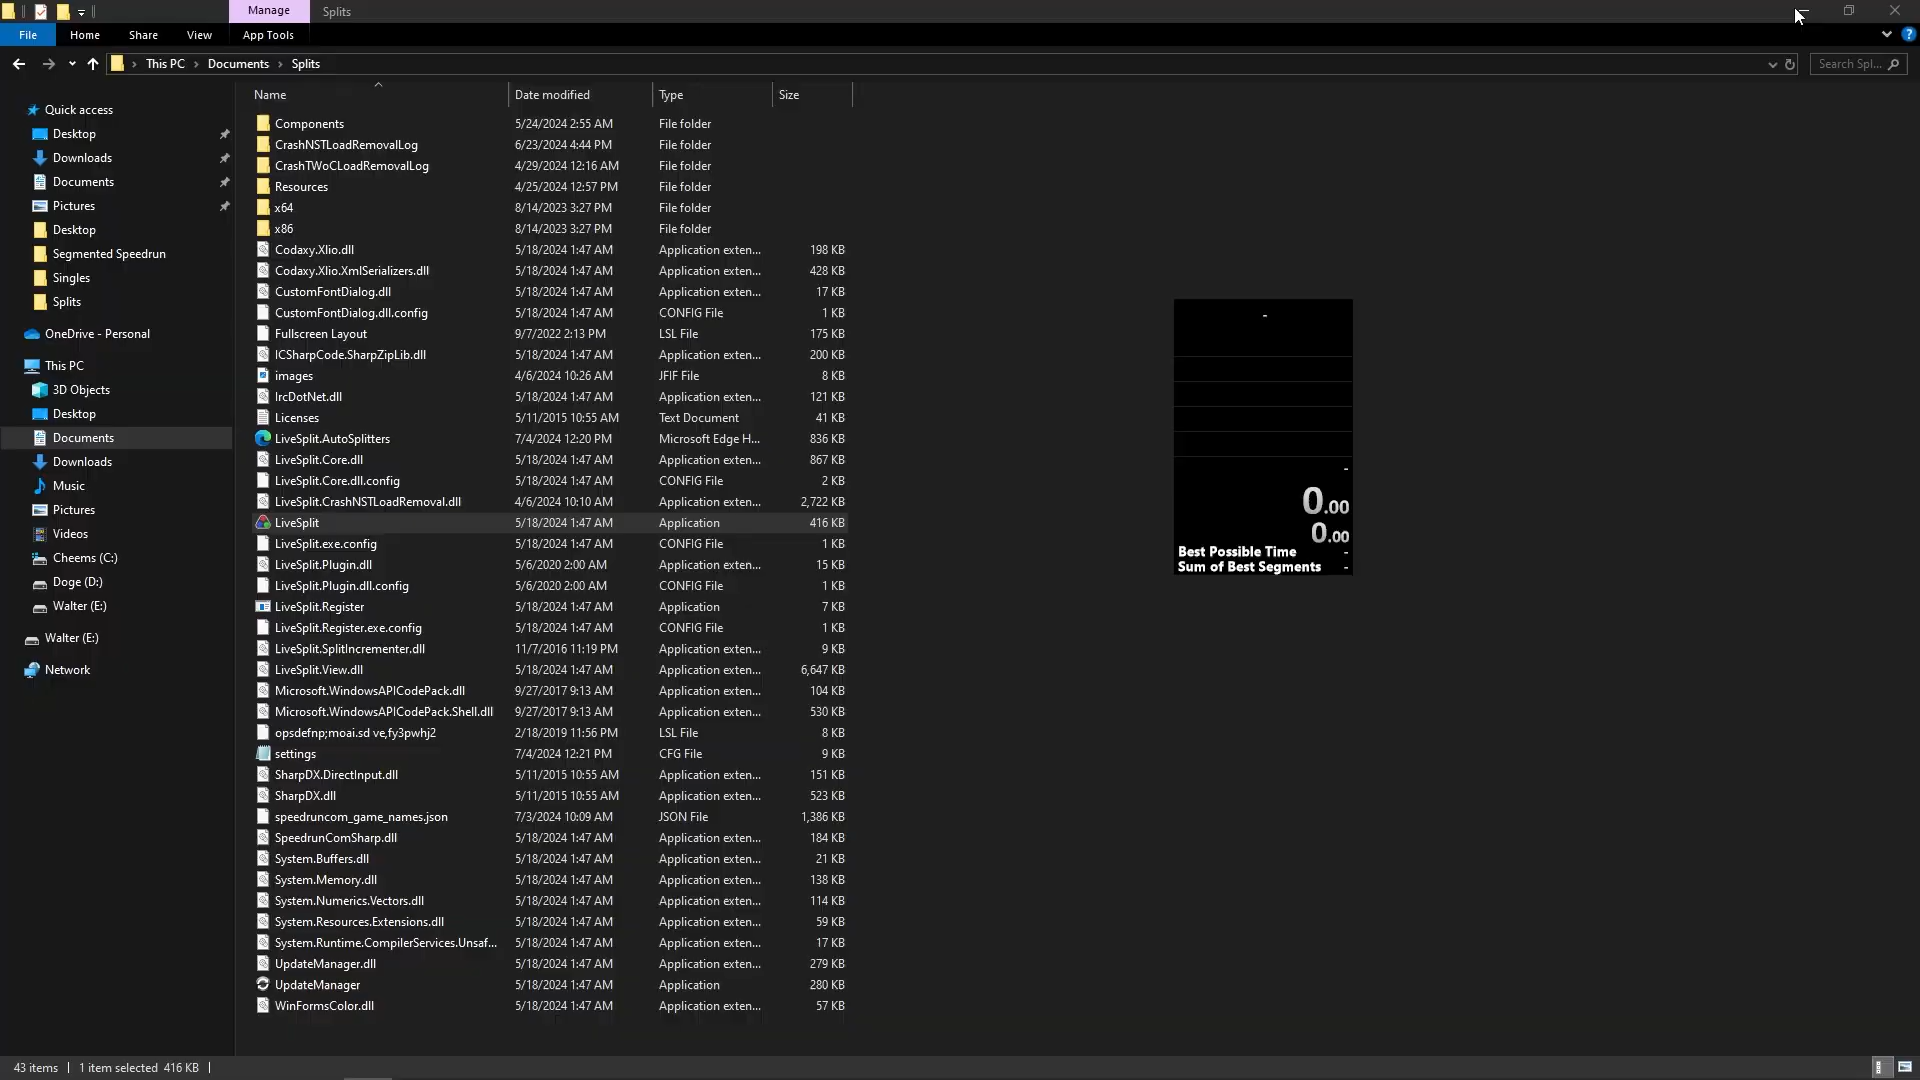 Manage
Splits
File
Home
Share
View
App Tools
This PC > Documents > Splits
Search Spl...
Name
Date modified
Type
Size
Quick access
Desktop
Downloads
Documents
Pictures
Desktop
Segmented Speedrun
Singles
Splits
OneDrive - Personal
This PC
3D Objects
Desktop
Documents
Downloads
Music
Pictures
Videos
Cheems (C:)
Doge (D:)
Walter (E:)
Walter (E:)
Network
Components 5/24/2024 2:55 AM File folder
CrashNSTLoadRemovalLog 6/23/2024 4:44 PM File folder
CrashTWoCLoadRemovalLog 4/29/2024 12:16 AM File folder
Resources 4/25/2024 12:57 PM File folder
x64 8/14/2023 3:27 PM File folder
x86 8/14/2023 3:27 PM File folder
Codaxy.Xlio.dll 5/18/2024 1:47 AM Application exten... 198 KB
Codaxy.Xlio.XmlSerializers.dll 5/18/2024 1:47 AM Application exten... 428 KB
CustomFontDialog.dll 5/18/2024 1:47 AM Application exten... 17 KB
CustomFontDialog.dll.config 5/18/2024 1:47 AM CONFIG File 1 KB
Fullscreen Layout 9/7/2022 2:13 PM LSL File 175 KB
ICSharpCode.SharpZipLib.dll 5/18/2024 1:47 AM Application exten... 200 KB
images 4/6/2024 10:26 AM JFIF File 8 KB
IrcDotNet.dll 5/18/2024 1:47 AM Application exten... 121 KB
Licenses 5/11/2015 10:55 AM Text Document 41 KB
LiveSplit.AutoSplitters 7/4/2024 12:20 PM Microsoft Edge H... 836 KB
LiveSplit.Core.dll 5/18/2024 1:47 AM Application exten... 867 KB
LiveSplit.Core.dll.config 5/18/2024 1:47 AM CONFIG File 2 KB
LiveSplit.CrashNSTLoadRemoval.dll 4/6/2024 10:10 AM Application exten... 2,722 KB
LiveSplit 5/18/2024 1:47 AM Application 416 KB
LiveSplit.exe.config 5/18/2024 1:47 AM CONFIG File 1 KB
LiveSplit.Plugin.dll 5/6/2020 2:00 AM Application exten... 15 KB
LiveSplit.Plugin.dll.config 5/6/2020 2:00 AM CONFIG File 1 KB
LiveSplit.Register 5/18/2024 1:47 AM Application 7 KB
LiveSplit.Register.exe.config 5/18/2024 1:47 AM CONFIG File 1 KB
LiveSplit.SplitIncrementer.dll 11/7/2016 11:19 PM Application exten... 9 KB
LiveSplit.View.dll 5/18/2024 1:47 AM Application exten... 6,647 KB
Microsoft.WindowsAPICodePack.dll 9/27/2017 9:13 AM Application exten... 104 KB
Microsoft.WindowsAPICodePack.Shell.dll 9/27/2017 9:13 AM Application exten... 530 KB
opsdefnp;moai.sd ve,fy3pwhj2 2/18/2019 11:56 PM LSL File 8 KB
settings 7/4/2024 12:21 PM CFG File 9 KB
SharpDX.DirectInput.dll 5/11/2015 10:55 AM Application exten... 151 KB
SharpDX.dll 5/11/2015 10:55 AM Application exten... 523 KB
speedruncom_game_names.json 7/3/2024 10:09 AM JSON File 1,386 KB
SpeedrunComSharp.dll 5/18/2024 1:47 AM Application exten... 184 KB
System.Buffers.dll 5/18/2024 1:47 AM Application exten... 21 KB
System.Memory.dll 5/18/2024 1:47 AM Application exten... 138 KB
System.Numerics.Vectors.dll 5/18/2024 1:47 AM Application exten... 114 KB
System.Resources.Extensions.dll 5/18/2024 1:47 AM Application exten... 59 KB
System.Runtime.CompilerServices.Unsaf... 5/18/2024 1:47 AM Application exten... 17 KB
UpdateManager.dll 5/18/2024 1:47 AM Application exten... 279 KB
UpdateManager 5/18/2024 1:47 AM Application 280 KB
WinFormsColor.dll 5/18/2024 1:47 AM Application exten... 57 KB
-
-
0.00
0.00
Best Possible Time -
Sum of Best Segments -
43 items
1 item selected 416 KB